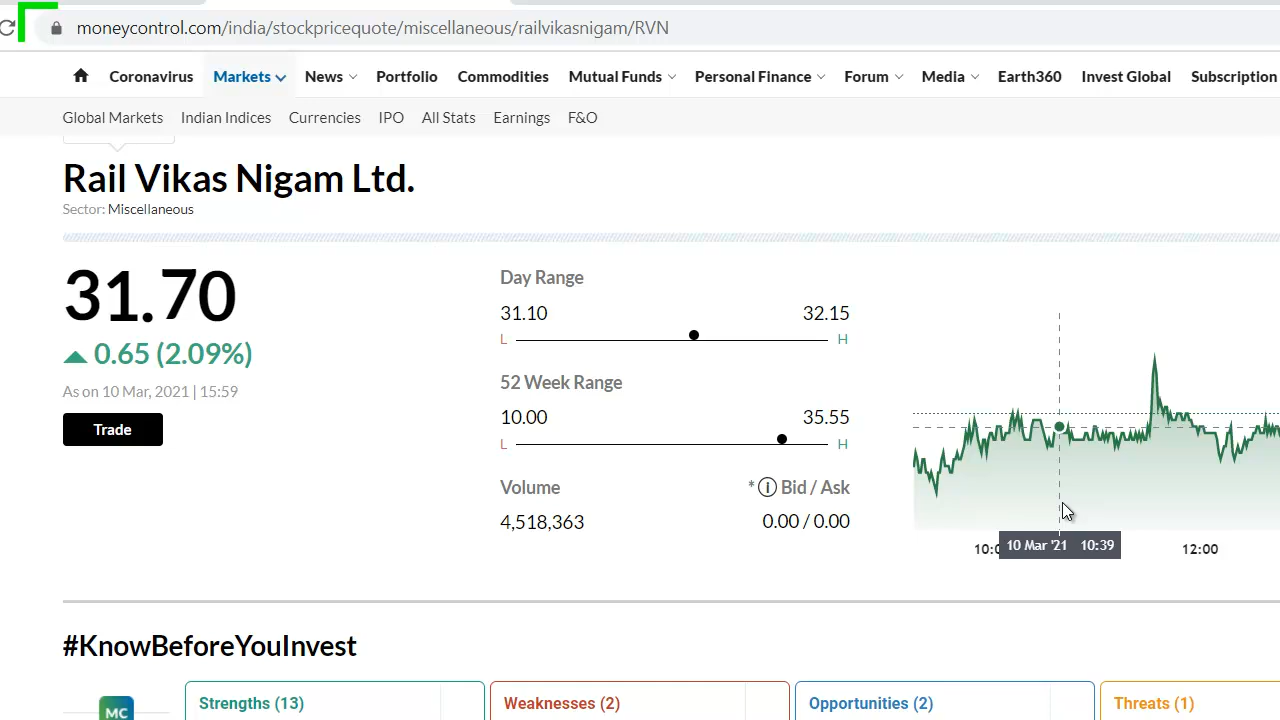 moneycontrol.com/india/stockpricequote/miscellaneous/railvikasnigam/RVN
Coronavirus Markets News Portfolio Commodities Mutual Funds Personal Finance Forum Media Earth360 Invest Global Subscription
Global Markets Indian Indices Currencies IPO All Stats Earnings F&O
Rail Vikas Nigam Ltd.
Sector: Miscellaneous
31.70
0.65 (2.09%)
As on 10 Mar, 2021 | 15:59
Trade
Day Range
31.10 32.15
L H
52 Week Range
10.00 35.55
L H
Volume * i Bid / Ask
4,518,363 0.00 / 0.00
10 Mar '21 10:39
12:00
#KnowBeforeYouInvest
MC
Strengths (13) Weaknesses (2) Opportunities (2) Threats (1)